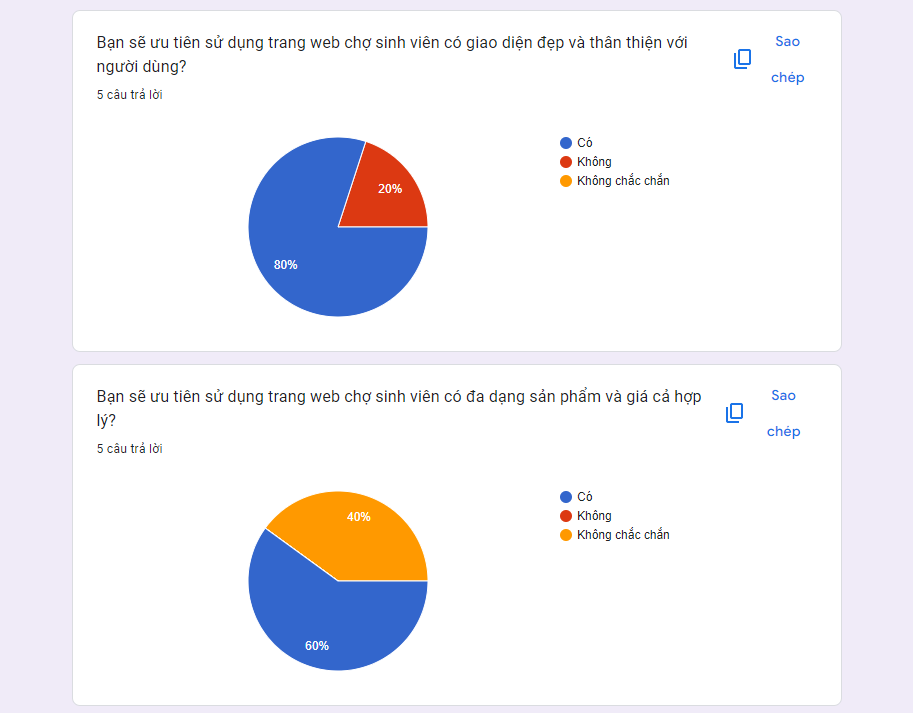 Bạn sẽ ưu tiên sử dụng trang web chợ sinh viên có giao diện đẹp và thân thiện với
người dùng?
Sao
chép
5 câu trả lời
Có
Không
Không chắc chắn
20%
80%
Bạn sẽ ưu tiên sử dụng trang web chợ sinh viên có đa dạng sản phẩm và giá cả hợp
lý?
Sao
chép
5 câu trả lời
Có
Không
Không chắc chắn
40%
60%